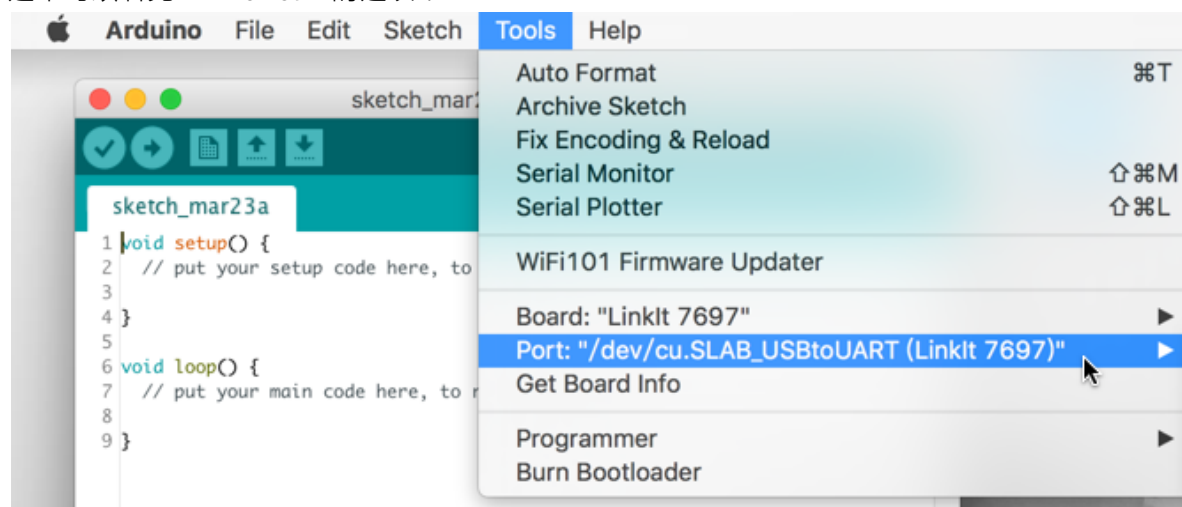 Arduino File Edit Sketch Tools Help
sketch_mar2
sketch_mar23a
1 void setup() {
2 // put your setup code here, to
3
4 }
5
6 void loop() {
7 // put your main code here, to r
8
9 }
Auto Format ⌘T
Archive Sketch
Fix Encoding & Reload
Serial Monitor ⇧⌘M
Serial Plotter ⇧⌘L
WiFi101 Firmware Updater
Board: "LinkIt 7697"
Port: "/dev/cu.SLAB_USBtoUART (LinkIt 7697)"
Get Board Info
Programmer
Burn Bootloader